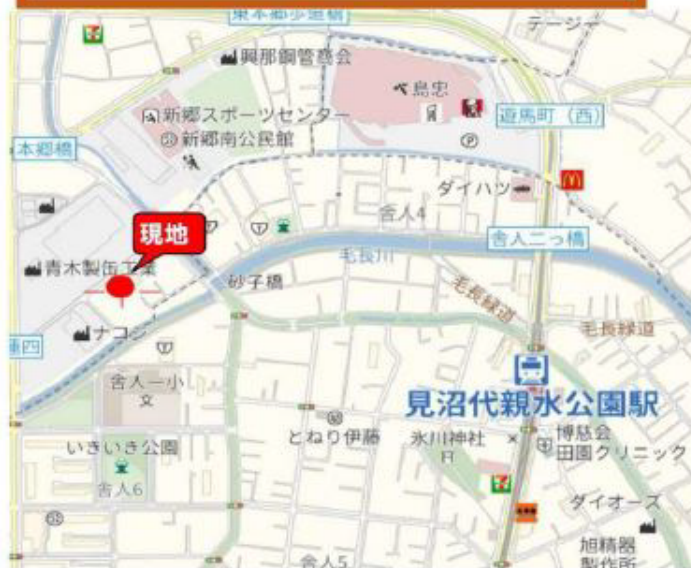 東本郷歩道橋
テージー
興那鋼管商会
島忠
新郷スポーツセンター
遊馬町(西)
新郷南公民館
本郷橋
P
ダイハツ
舎人4
現地
舎人二っ橋
毛長川
青木製缶工業
砂子橋
毛長緑道
毛長緑道
ナコジ
舎人一小
文
見沼代親水公園駅
とねり伊藤
氷川神社
博慈会
田園クリニック
いきいき公園
舎人6
ダイオーズ
旭精器
製作所
舎人5